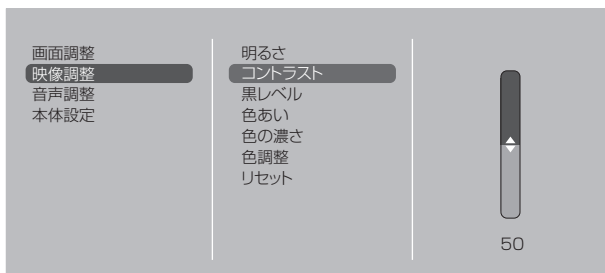 画面調整
映像調整
音声調整
本体設定
明るさ
コントラスト
黒レベル
色あい
色の濃さ
色調整
リセット
50